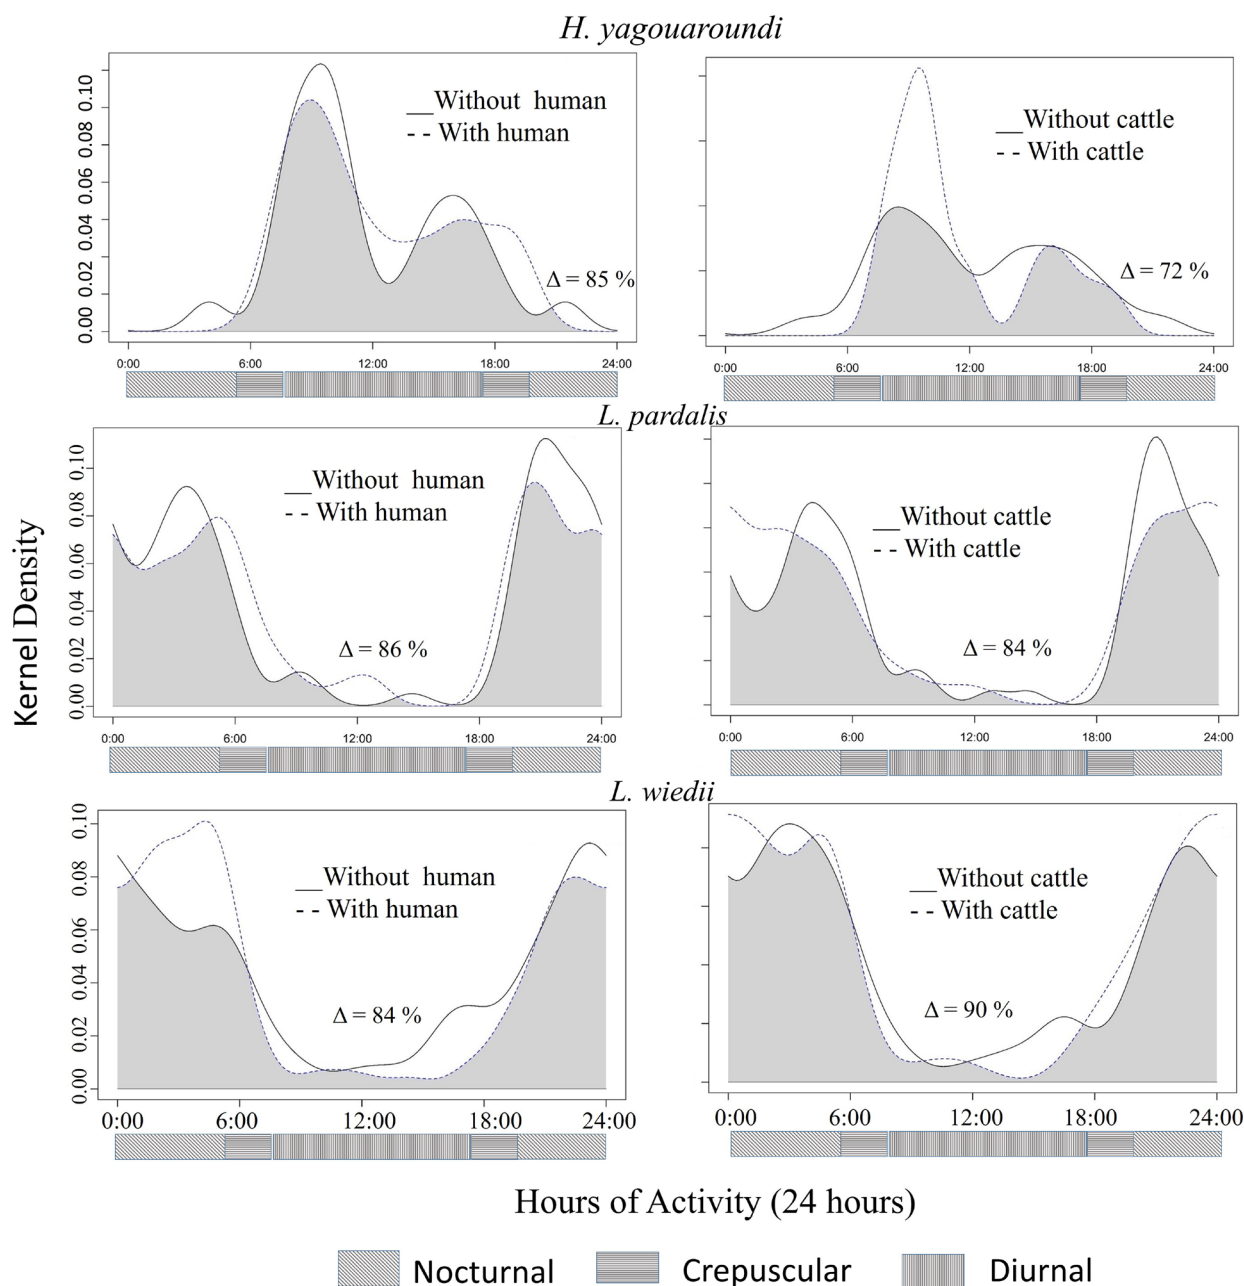 H. yagouaroundi
0.10
0.08
0.06
0.04
0.02
0.00
Without human
With human
Δ = 85 %
0:00 6:00 12:00 18:00 24:00
Without cattle
With cattle
Δ = 72 %
0:00 6:00 12:00 18:00 24:00
L. pardalis
Kernel Density
0.10
0.08
0.06
0.04
0.02
0.00
Without human
With human
Δ = 86 %
0:00 6:00 12:00 18:00 24:00
Without cattle
With cattle
Δ = 84 %
0:00 6:00 12:00 18:00 24:00
L. wiedii
0.10
0.08
0.06
0.04
0.02
0.00
Without human
With human
Δ = 84 %
0:00 6:00 12:00 18:00 24:00
Without cattle
With cattle
Δ = 90 %
0:00 6:00 12:00 18:00 24:00
Hours of Activity (24 hours)
Nocturnal Crepuscular Diurnal